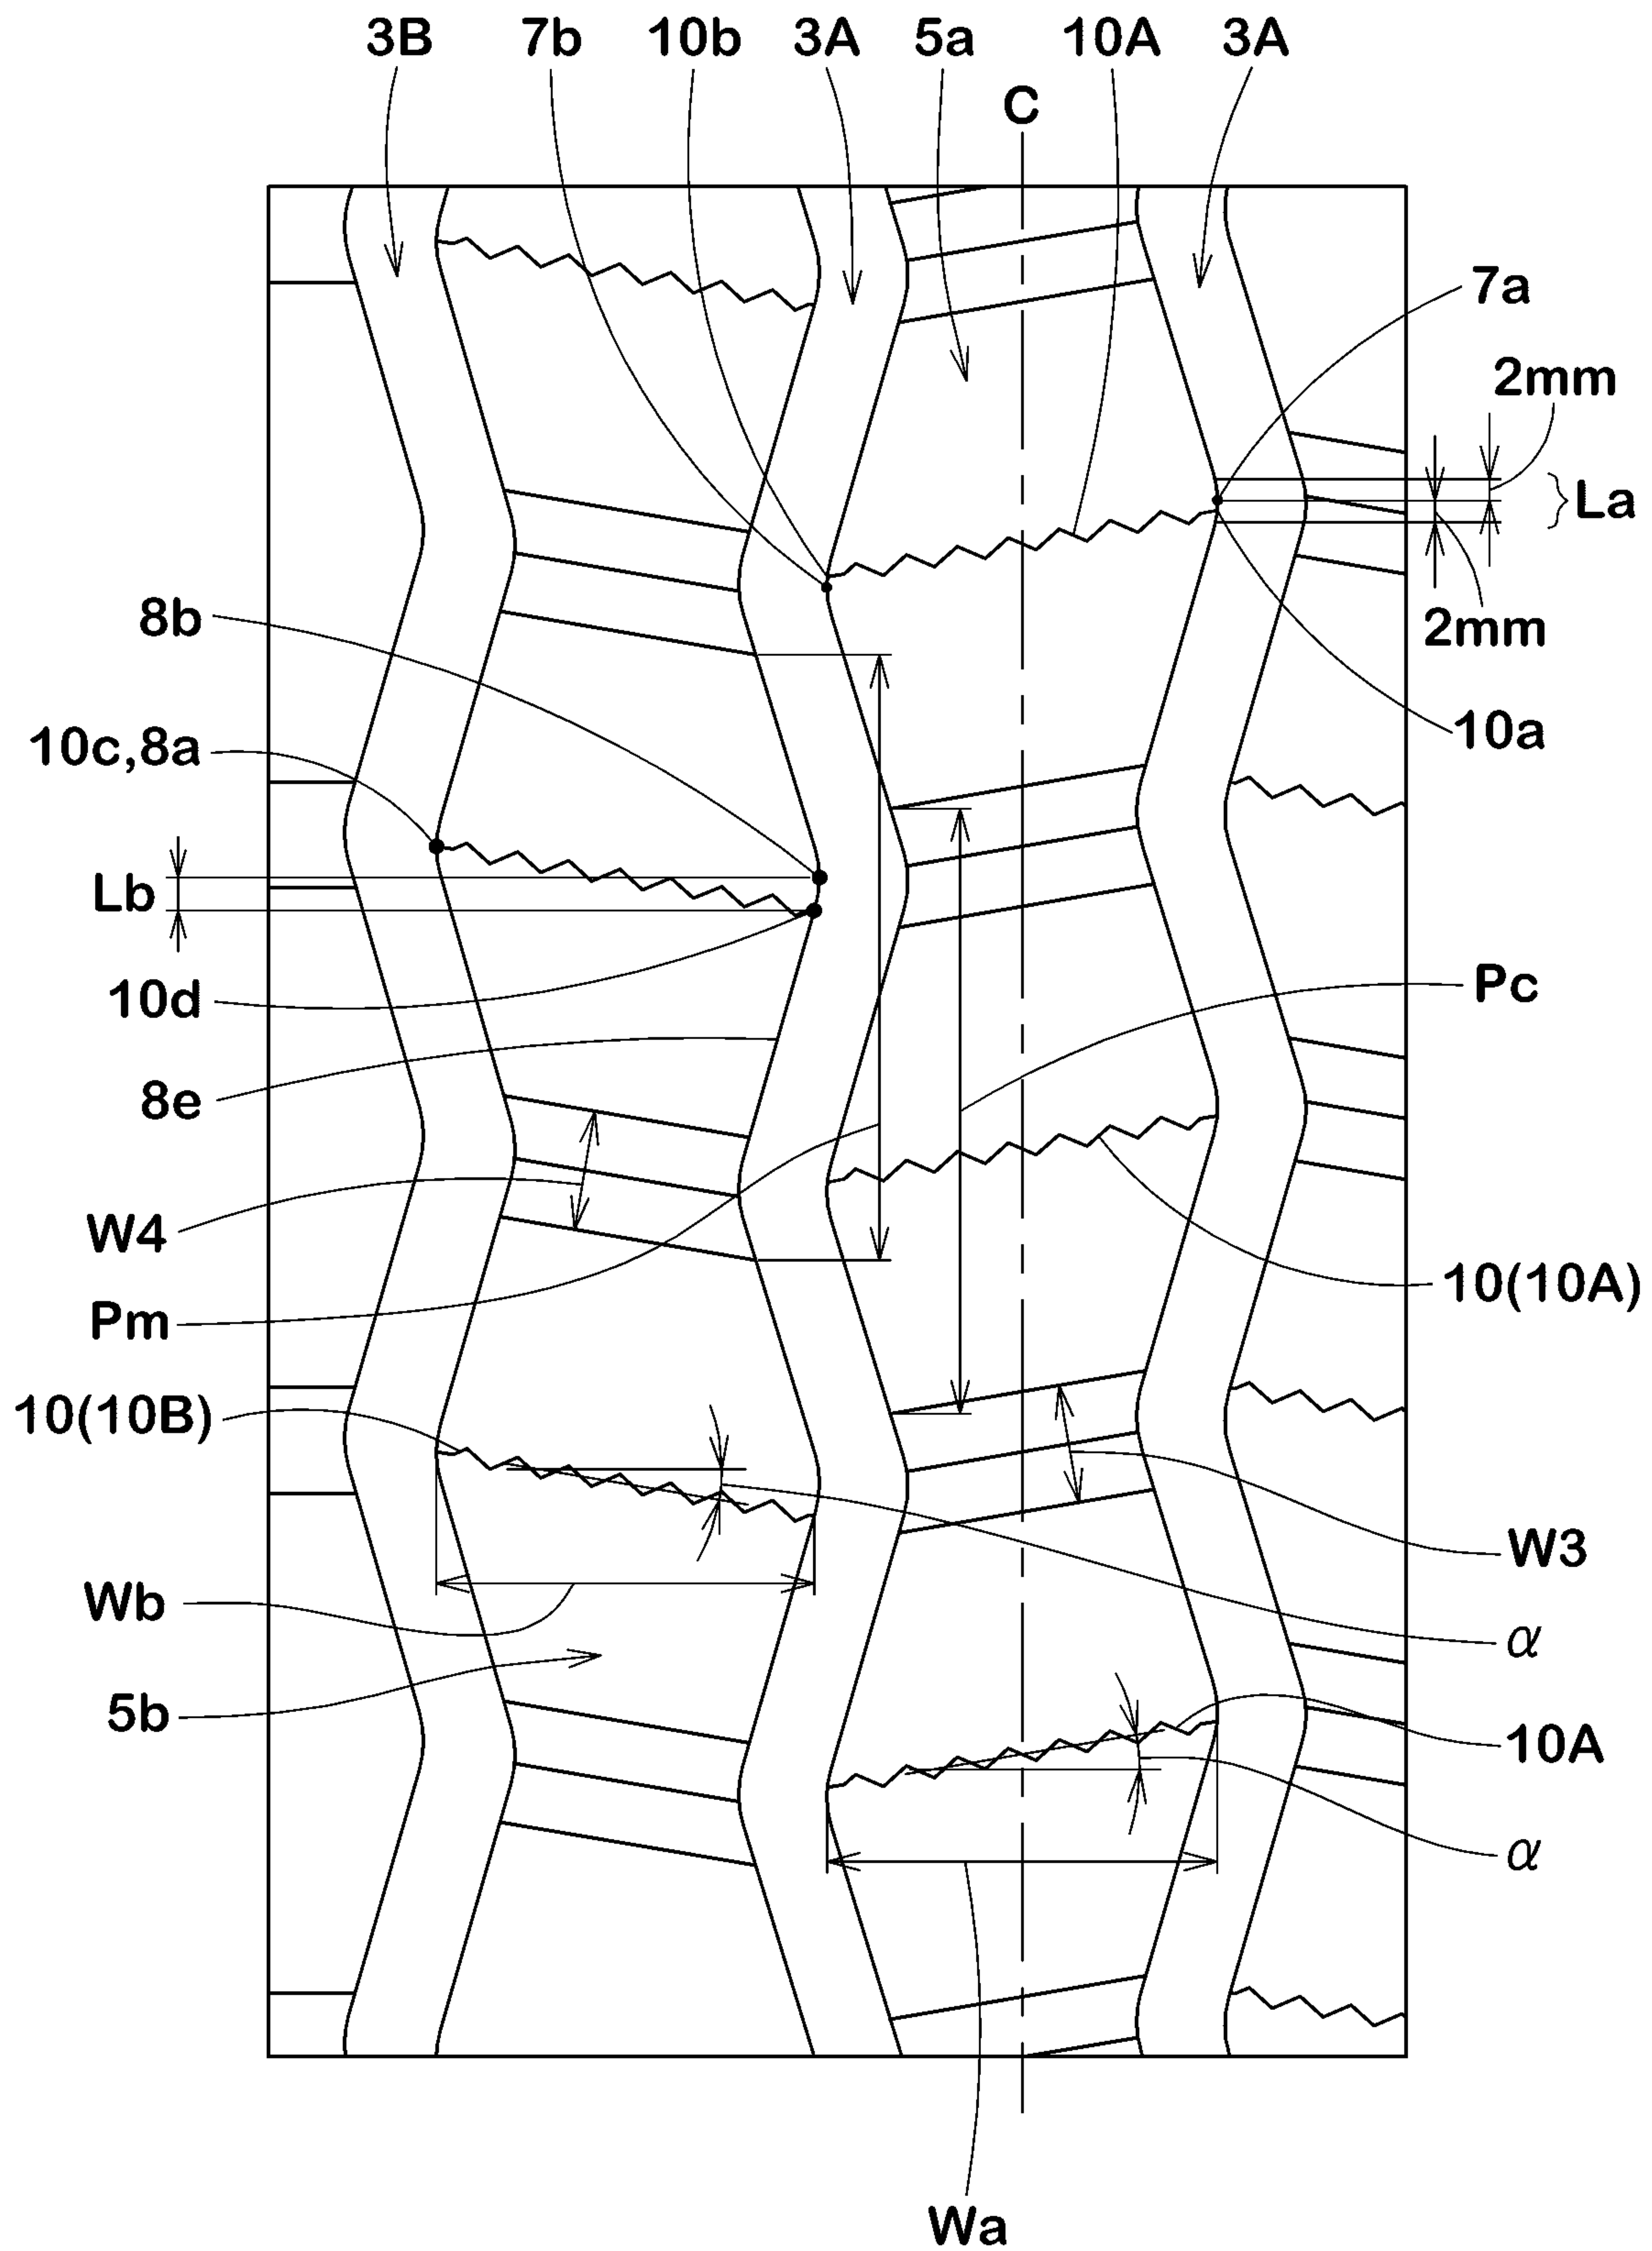 3B 7b 10b 3A 5a 10A 3A
C
7a
2mm
La
8b
2mm
10c,8a
10a
Lb
10d
Pc
8e
W4
10(10A)
Pm
10(10B)
W3
Wb
α
5b
10A
α
Wa